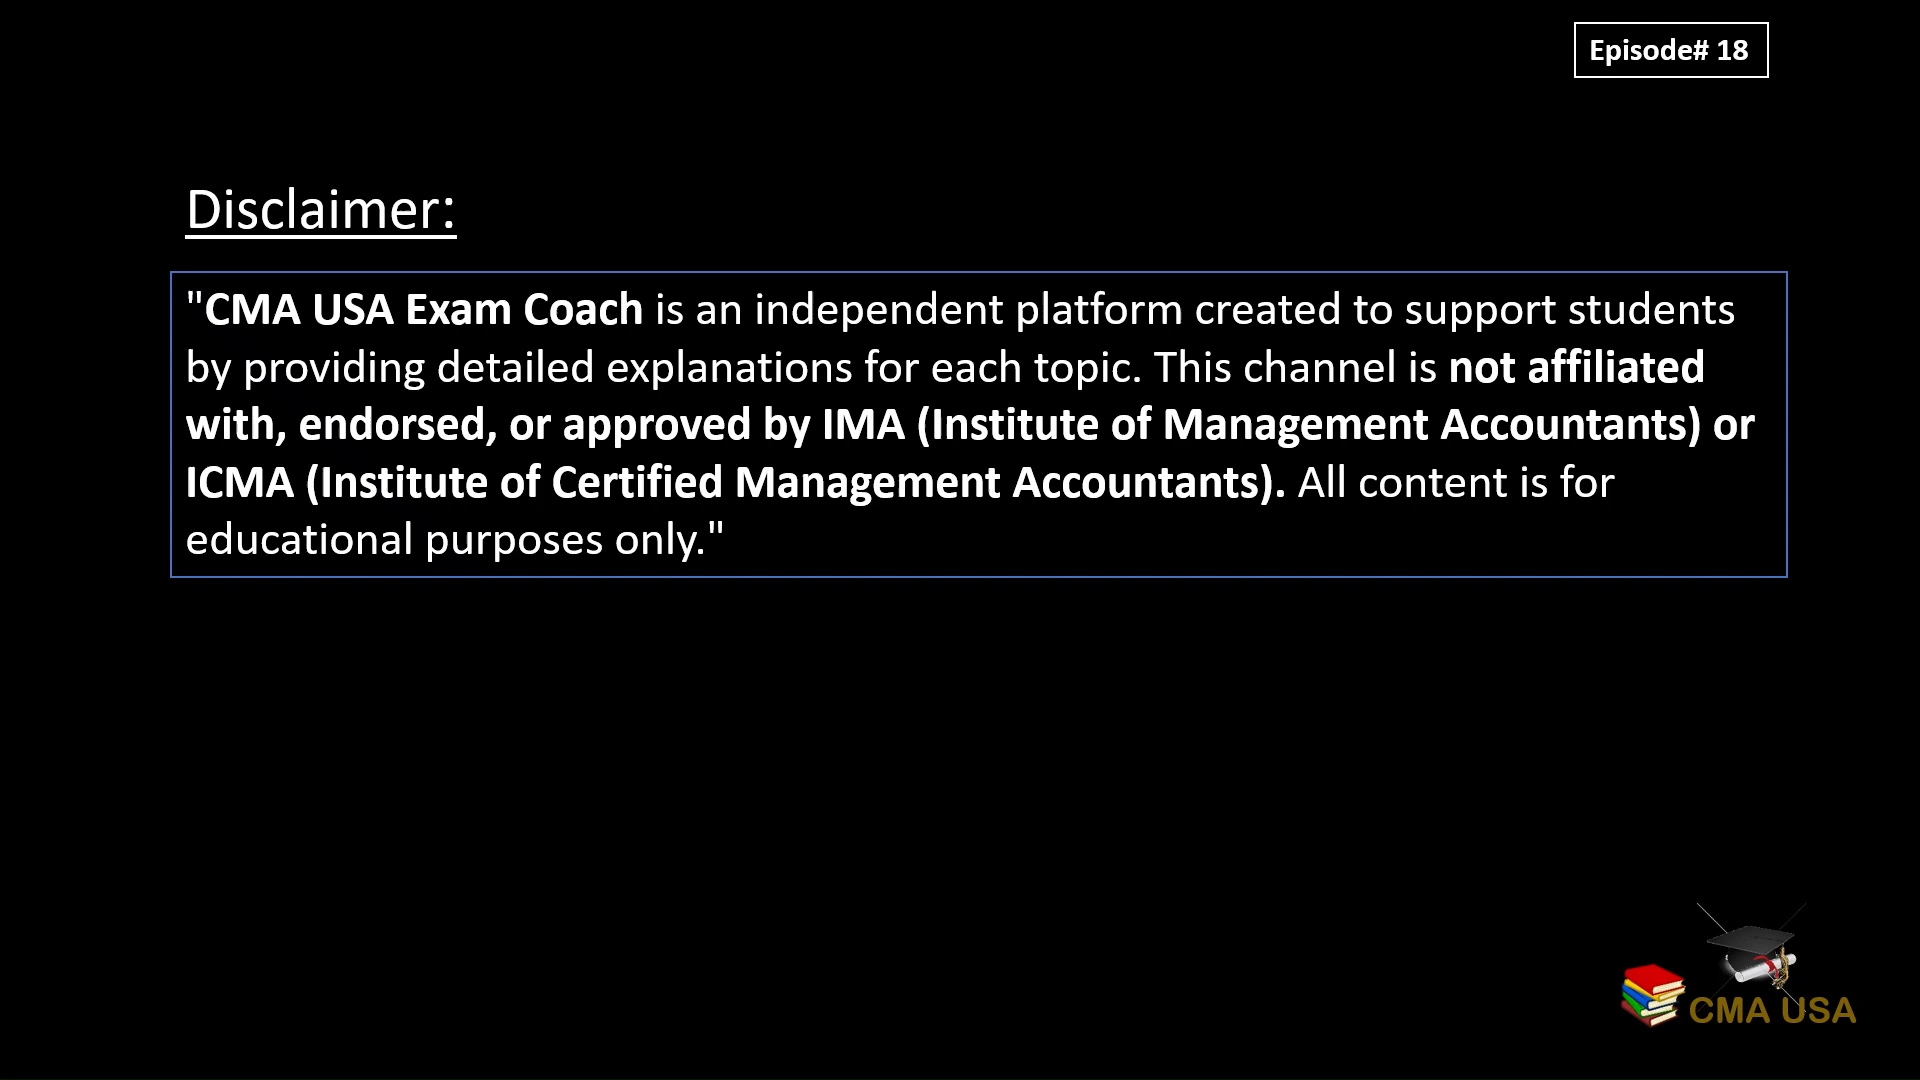 Episode# 18
Disclaimer:
"CMA USA Exam Coach is an independent platform created to support students
by providing detailed explanations for each topic. This channel is not affiliated
with, endorsed, or approved by IMA (Institute of Management Accountants) or
ICMA (Institute of Certified Management Accountants). All content is for
educational purposes only."
CMA USA